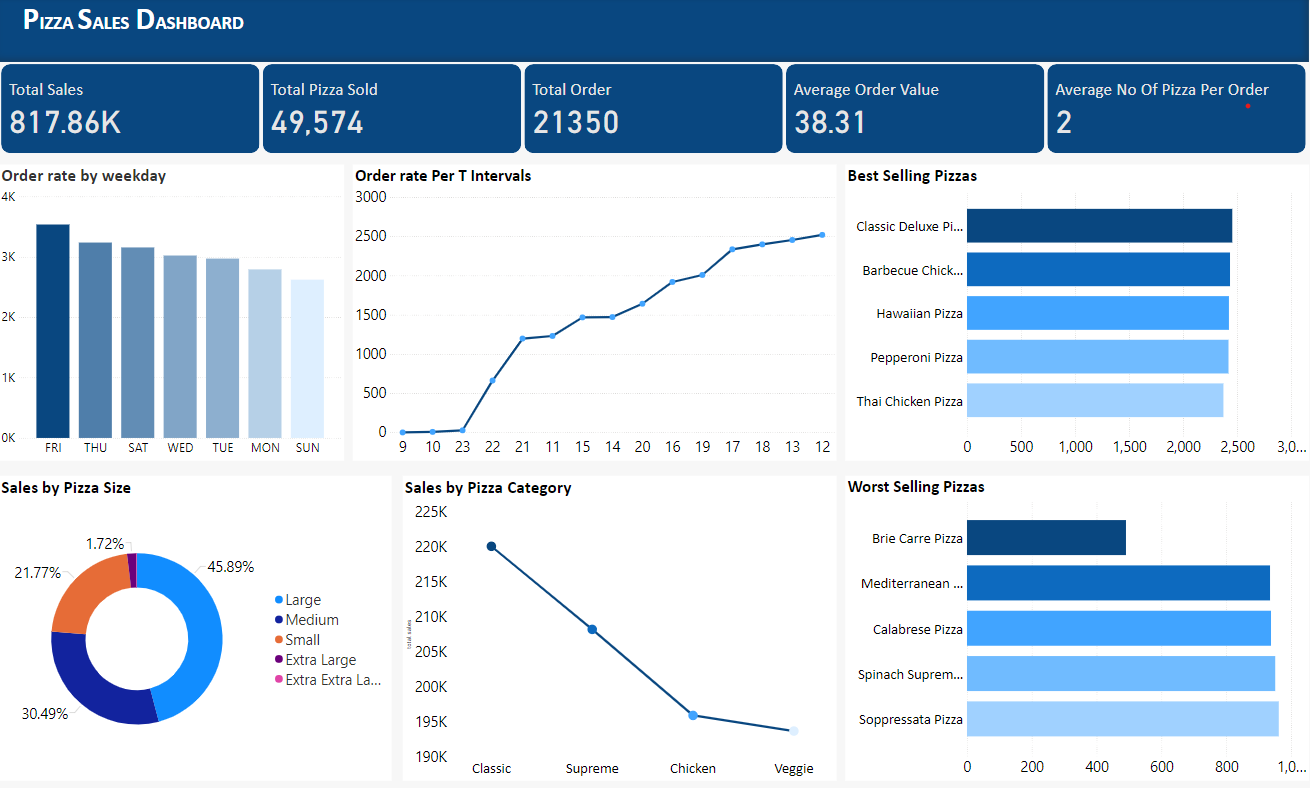 Pizza Sales Dashboard
Total Sales
817.86K
Total Pizza Sold
49,574
Total Order
21350
Average Order Value
38.31
Average No Of Pizza Per Order
2
Order rate by weekday
4K
3K
2K
1K
0K
FRI THU SAT WED TUE MON SUN
Order rate Per T Intervals
3000
2500
2000
1500
1000
500
0
9 10 23 22 21 11 15 14 20 16 19 17 18 13 12
Best Selling Pizzas
Classic Deluxe Pi...
Barbecue Chick...
Hawaiian Pizza
Pepperoni Pizza
Thai Chicken Pizza
0 500 1,000 1,500 2,000 2,500 3,0...
Sales by Pizza Size
1.72%
21.77%
45.89%
30.49%
Large
Medium
Small
Extra Large
Extra Extra La...
Sales by Pizza Category
225K
220K
215K
210K
205K
200K
195K
190K
total sales
Classic Supreme Chicken Veggie
Worst Selling Pizzas
Brie Carre Pizza
Mediterranean ...
Calabrese Pizza
Spinach Suprem...
Soppressata Pizza
0 200 400 600 800 1,0...